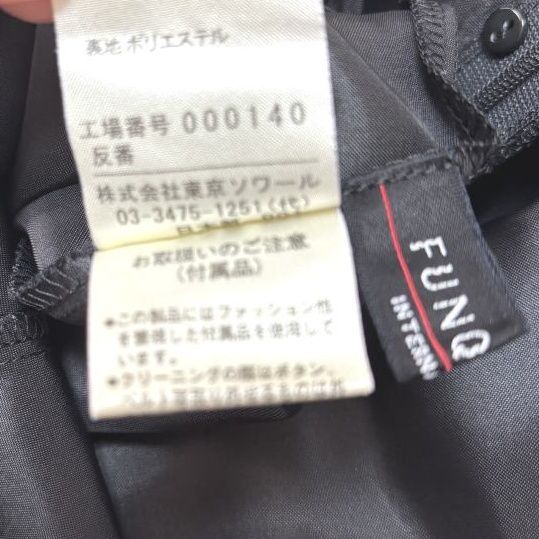 表地 ポリエステル
工場番号 000140
反番
株式会社東京ソワール
03-3475-1251(代)
お取扱いのご注意
(付属品)
●この製品にはファッション性
を重視した付属品を使用して
います。
●クリーニングの際はボタン、
FUNQ
INTERN